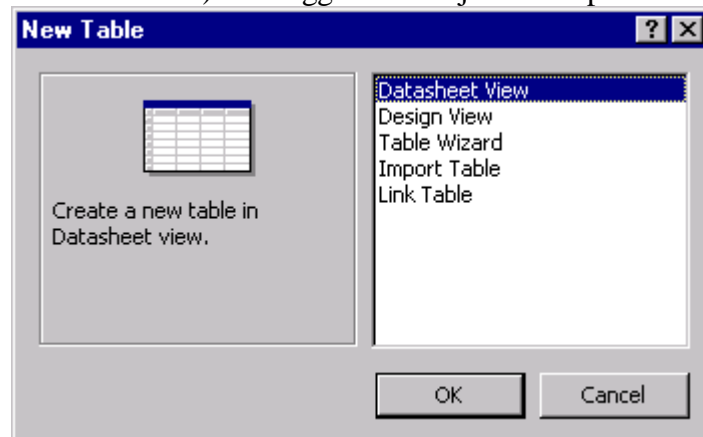 New Table
Create a new table in
Datasheet view.
Datasheet View
Design View
Table Wizard
Import Table
Link Table
OK
Cancel